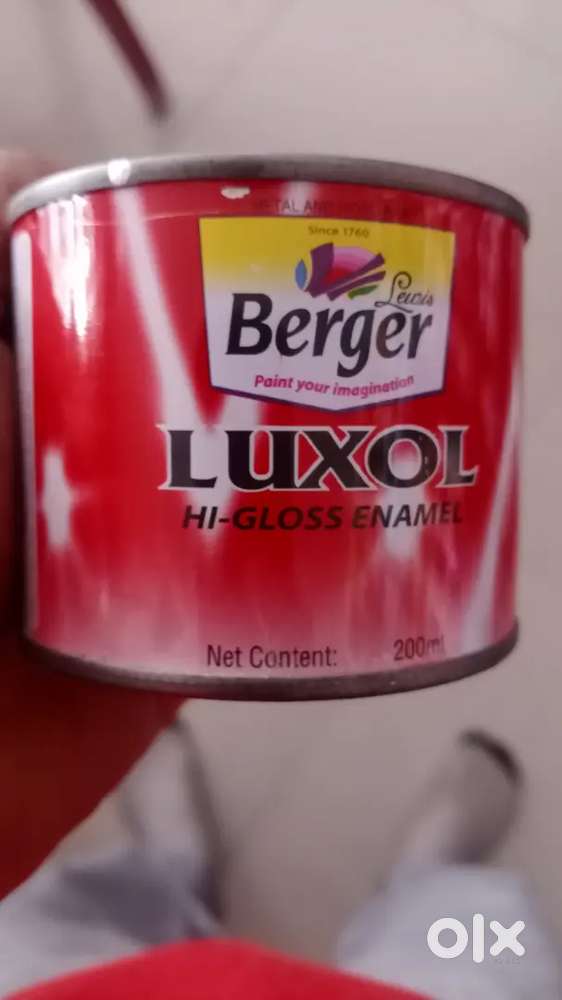 Since 1760
Lewis
Berger
Paint your imagination
LUXOL
HI-GLOSS ENAMEL
Net Content: 200ml
olx